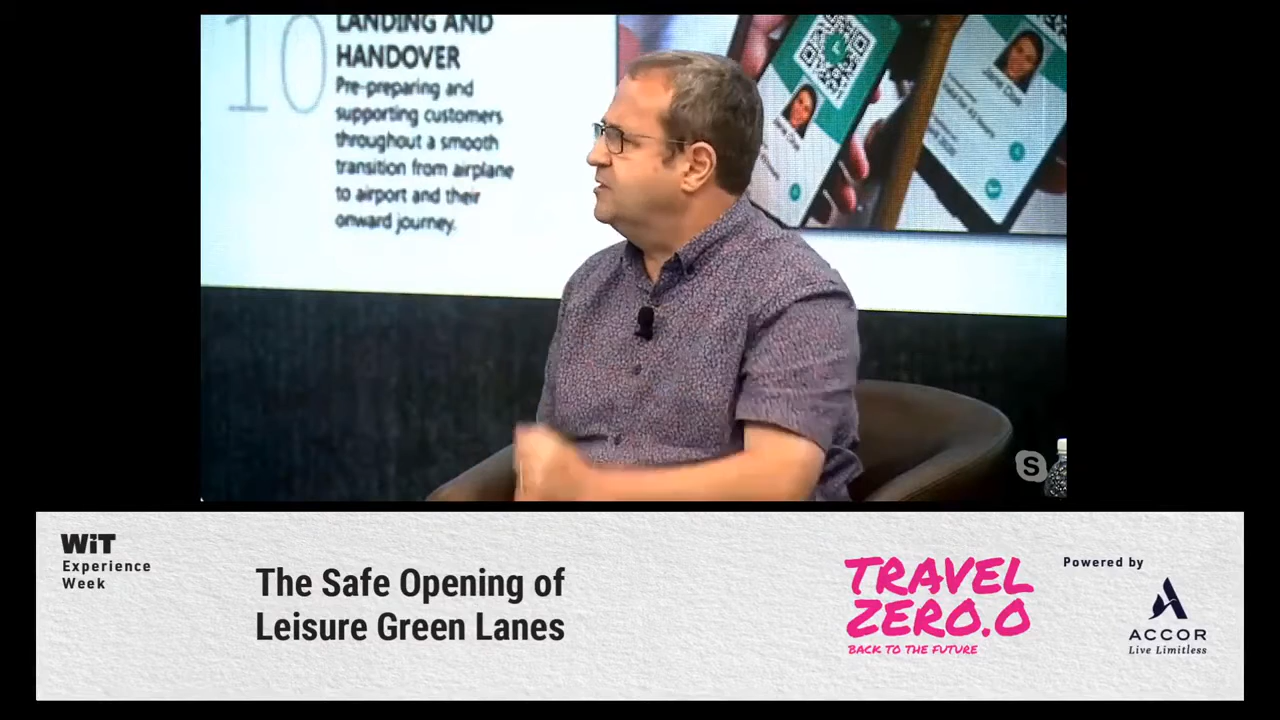 10
LANDING AND
HANDOVER
Pre-preparing and
supporting customers
throughout a smooth
transition from airplane
to airport and their
onward journey.
S
WiT
Experience
Week
The Safe Opening of
Leisure Green Lanes
TRAVEL
ZERO.O
BACK TO THE FUTURE
Powered by
ACCOR
Live Limitless